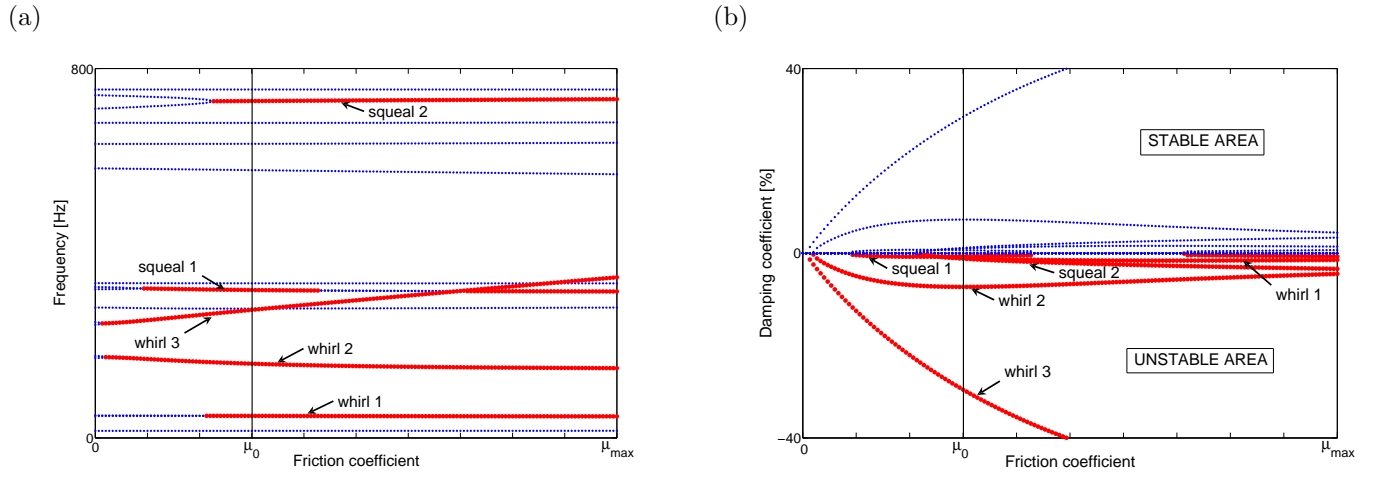 (a)
800
squeal 2
Frequency [Hz]
squeal 1
whirl 3
whirl 2
whirl 1
0
0
μ0
μmax
Friction coefficient
(b)
40
STABLE AREA
Damping coefficient [%]
0
squeal 1
squeal 2
whirl 2
whirl 1
UNSTABLE AREA
whirl 3
−40
0
μ0
μmax
Friction coefficient